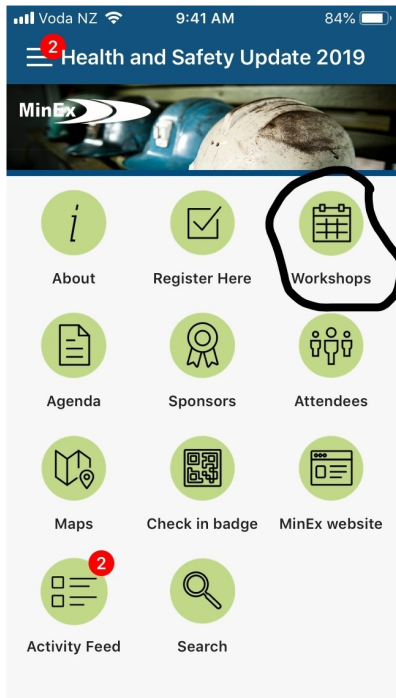 Voda NZ 9:41 AM 84%
2
Health and Safety Update 2019
MinEx
i
About Register Here Workshops
Agenda Sponsors Attendees
Maps Check in badge MinEx website
2
Activity Feed Search